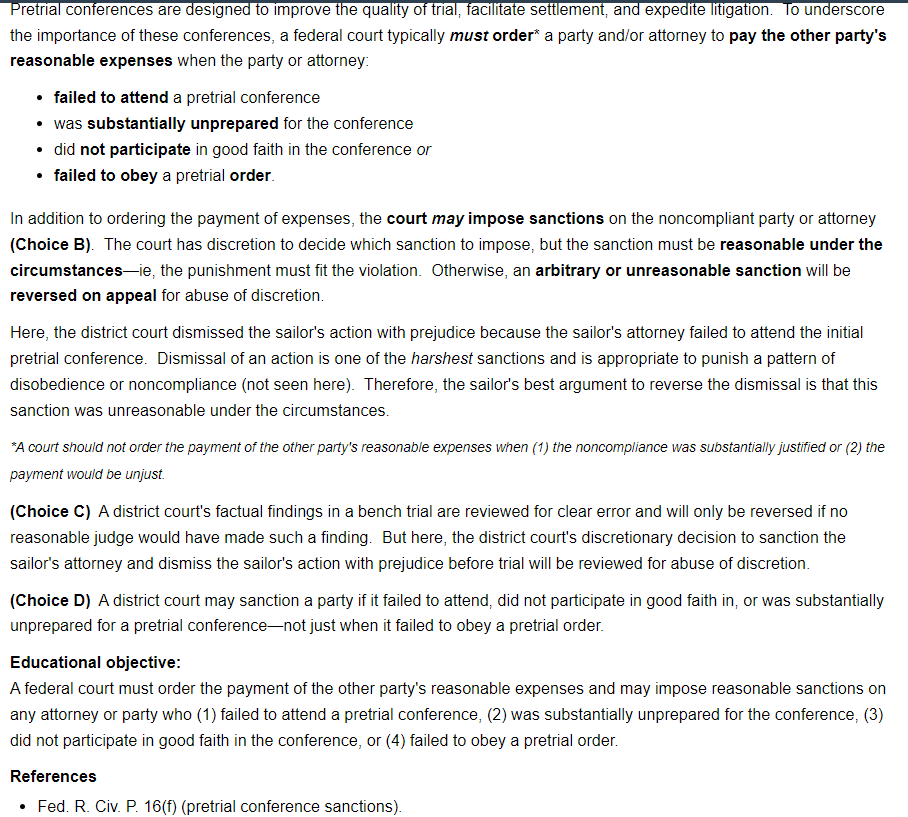 Pretrial conferences are designed to improve the quality of trial, facilitate settlement, and expedite litigation. To underscore
the importance of these conferences, a federal court typically must order* a party and/or attorney to pay the other party's
reasonable expenses when the party or attorney:
• failed to attend a pretrial conference
• was substantially unprepared for the conference
• did not participate in good faith in the conference or
• failed to obey a pretrial order.
In addition to ordering the payment of expenses, the court may impose sanctions on the noncompliant party or attorney
(Choice B). The court has discretion to decide which sanction to impose, but the sanction must be reasonable under the
circumstances—ie, the punishment must fit the violation. Otherwise, an arbitrary or unreasonable sanction will be
reversed on appeal for abuse of discretion.
Here, the district court dismissed the sailor's action with prejudice because the sailor's attorney failed to attend the initial
pretrial conference. Dismissal of an action is one of the harshest sanctions and is appropriate to punish a pattern of
disobedience or noncompliance (not seen here). Therefore, the sailor's best argument to reverse the dismissal is that this
sanction was unreasonable under the circumstances.
*A court should not order the payment of the other party's reasonable expenses when (1) the noncompliance was substantially justified or (2) the
payment would be unjust.
(Choice C) A district court's factual findings in a bench trial are reviewed for clear error and will only be reversed if no
reasonable judge would have made such a finding. But here, the district court's discretionary decision to sanction the
sailor's attorney and dismiss the sailor's action with prejudice before trial will be reviewed for abuse of discretion.
(Choice D) A district court may sanction a party if it failed to attend, did not participate in good faith in, or was substantially
unprepared for a pretrial conference—not just when it failed to obey a pretrial order.
Educational objective:
A federal court must order the payment of the other party's reasonable expenses and may impose reasonable sanctions on
any attorney or party who (1) failed to attend a pretrial conference, (2) was substantially unprepared for the conference, (3)
did not participate in good faith in the conference, or (4) failed to obey a pretrial order.
References
• Fed. R. Civ. P. 16(f) (pretrial conference sanctions).